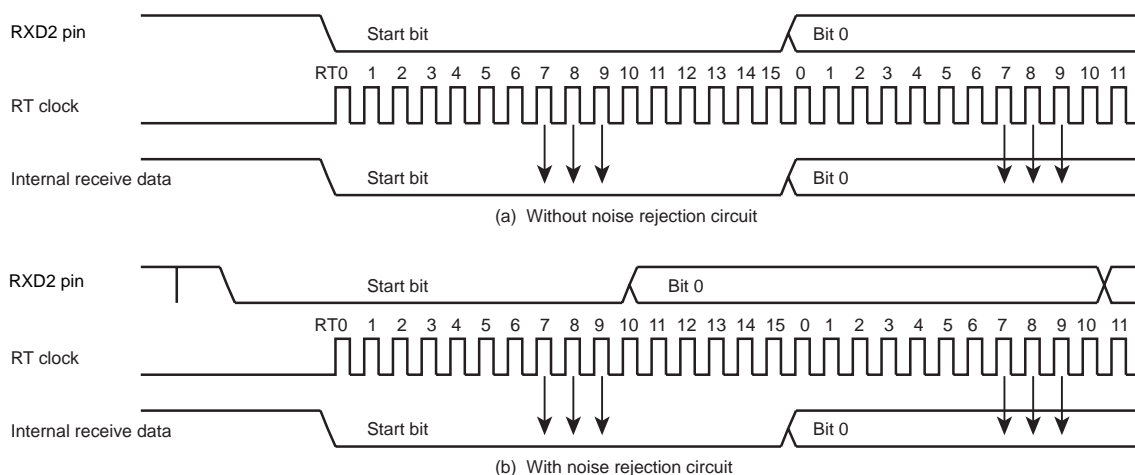 RXD2 pin
Start bit
Bit 0
RT0 1 2 3 4 5 6 7 8 9 10 11 12 13 14 15 0 1 2 3 4 5 6 7 8 9 10 11
RT clock
Internal receive data
Start bit
Bit 0
(a) Without noise rejection circuit
RXD2 pin
Start bit
Bit 0
RT0 1 2 3 4 5 6 7 8 9 10 11 12 13 14 15 0 1 2 3 4 5 6 7 8 9 10 11
RT clock
Internal receive data
Start bit
Bit 0
(b) With noise rejection circuit